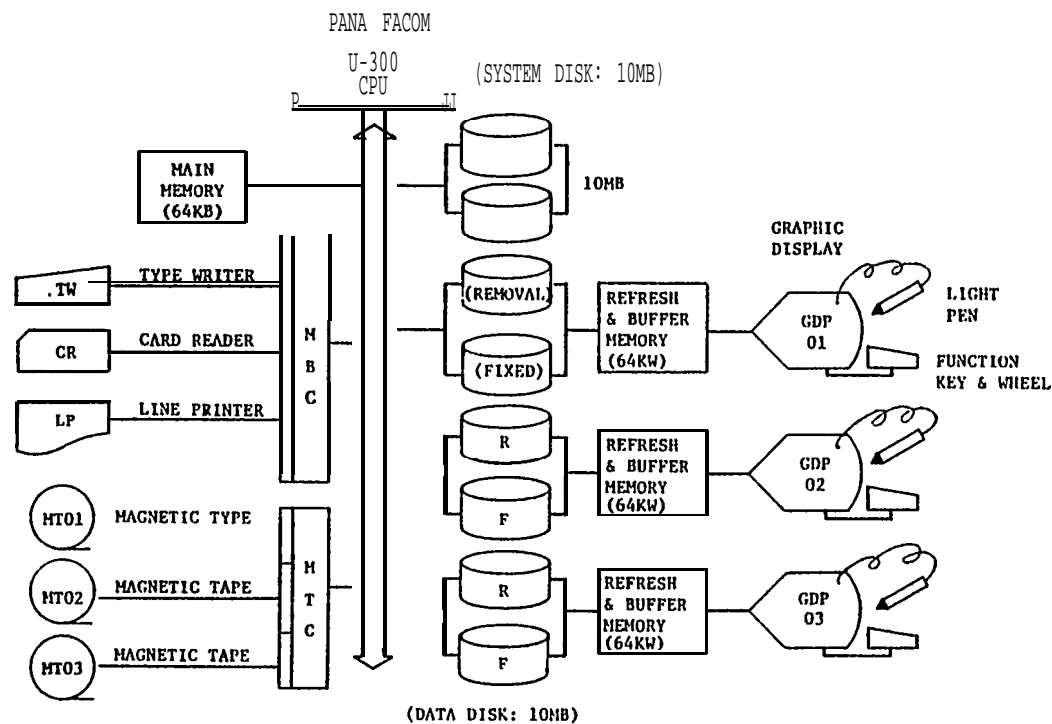 PANA FACOM
U-300
CPU
(SYSTEM DISK: 10MB)
MAIN
MEMORY
(64KB)
10MB
.TW
TYPE WRITER
CR
CARD READER
LP
LINE PRINTER
M
B
C
MT01
MAGNETIC TYPE
MT02
MAGNETIC TAPE
MT03
MAGNETIC TAPE
M
T
C
(REMOVAL)
(FIXED)
REFRESH
& BUFFER
MEMORY
(64KW)
GRAPHIC
DISPLAY
GDP
01
LIGHT
PEN
FUNCTION
KEY & WHEEL
R
F
REFRESH
& BUFFER
MEMORY
(64KW)
GDP
02
R
F
REFRESH
& BUFFER
MEMORY
(64KW)
GDP
03
(DATA DISK: 10MB)